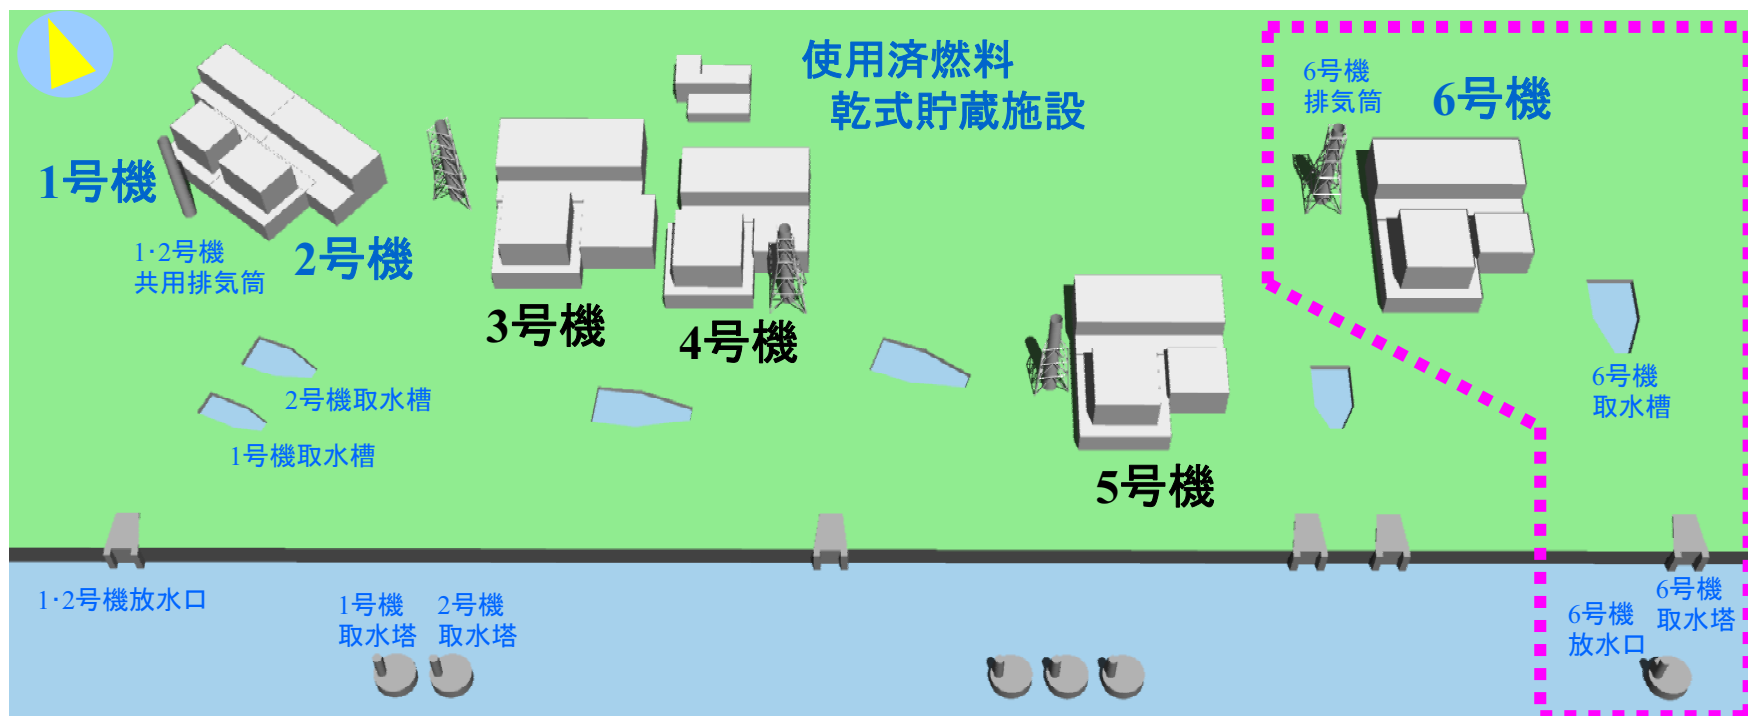 使用済燃料
乾式貯蔵施設
6号機
排気筒
6号機
1号機
1･2号機
共用排気筒
2号機
3号機
4号機
2号機取水槽
1号機取水槽
6号機
取水槽
5号機
1･2号機放水口
1号機
取水塔
2号機
取水塔
6号機
放水口
6号機
取水塔